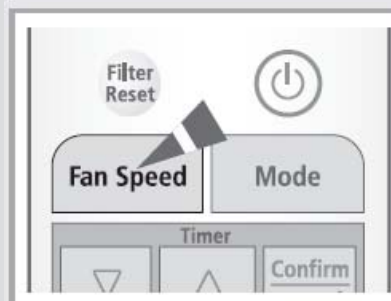 Filter
Reset
Fan Speed
Mode
Timer
Confirm